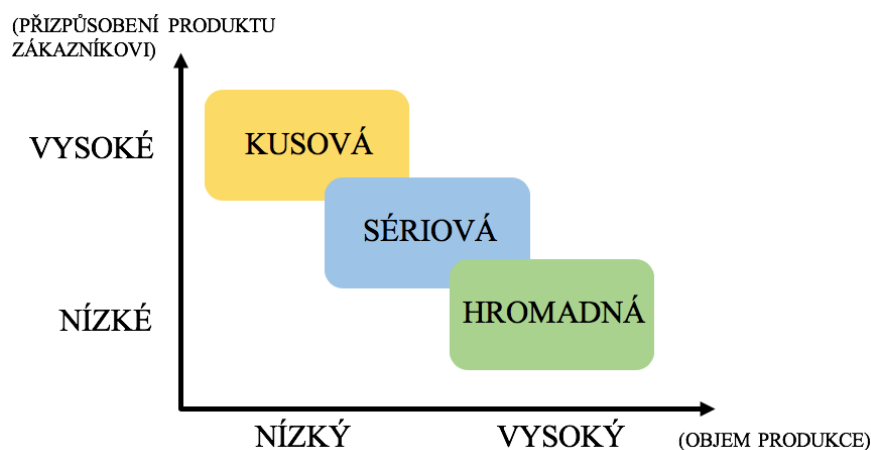 (PŘIZPŮSOBENÍ PRODUKTU
ZÁKAZNÍKOVI)
VYSOKÉ
KUSOVÁ
SÉRIOVÁ
NÍZKÉ
HROMADNÁ
NÍZKÝ
VYSOKÝ
(OBJEM PRODUKCE)